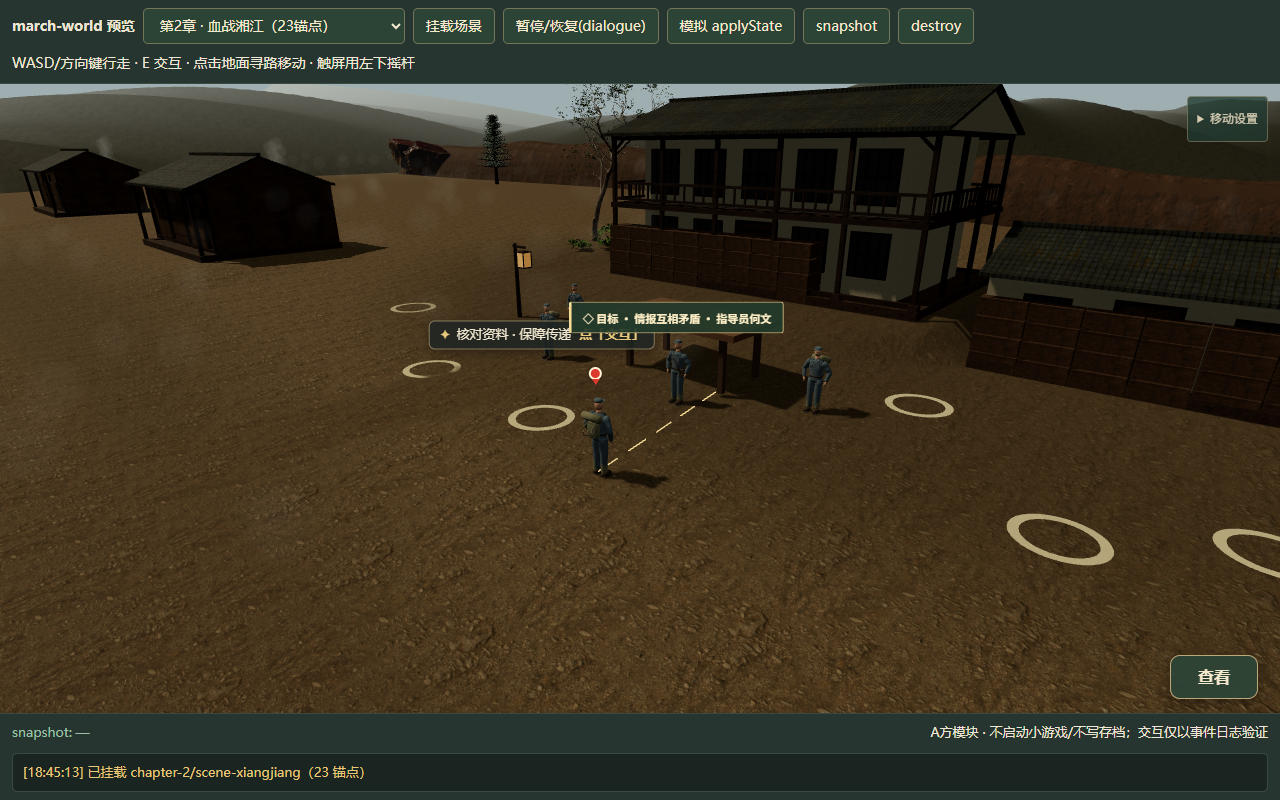 march-world 预览
第2章 · 血战湘江（23锚点）
挂载场景
暂停/恢复(dialogue)
模拟 applyState
snapshot
destroy
WASD/方向键行走 · E 交互 · 点击地面寻路移动 · 触屏用左下摇杆
▶ 移动设置
◇ 目标 · 情报互相矛盾 · 指导员何文
✦ 核对资料 · 保障传递 点「交互」
查看
snapshot: —
A方模块 · 不启动小游戏/不写存档；交互仅以事件日志验证
[18:45:13] 已挂载 chapter-2/scene-xiangjiang（23 锚点）